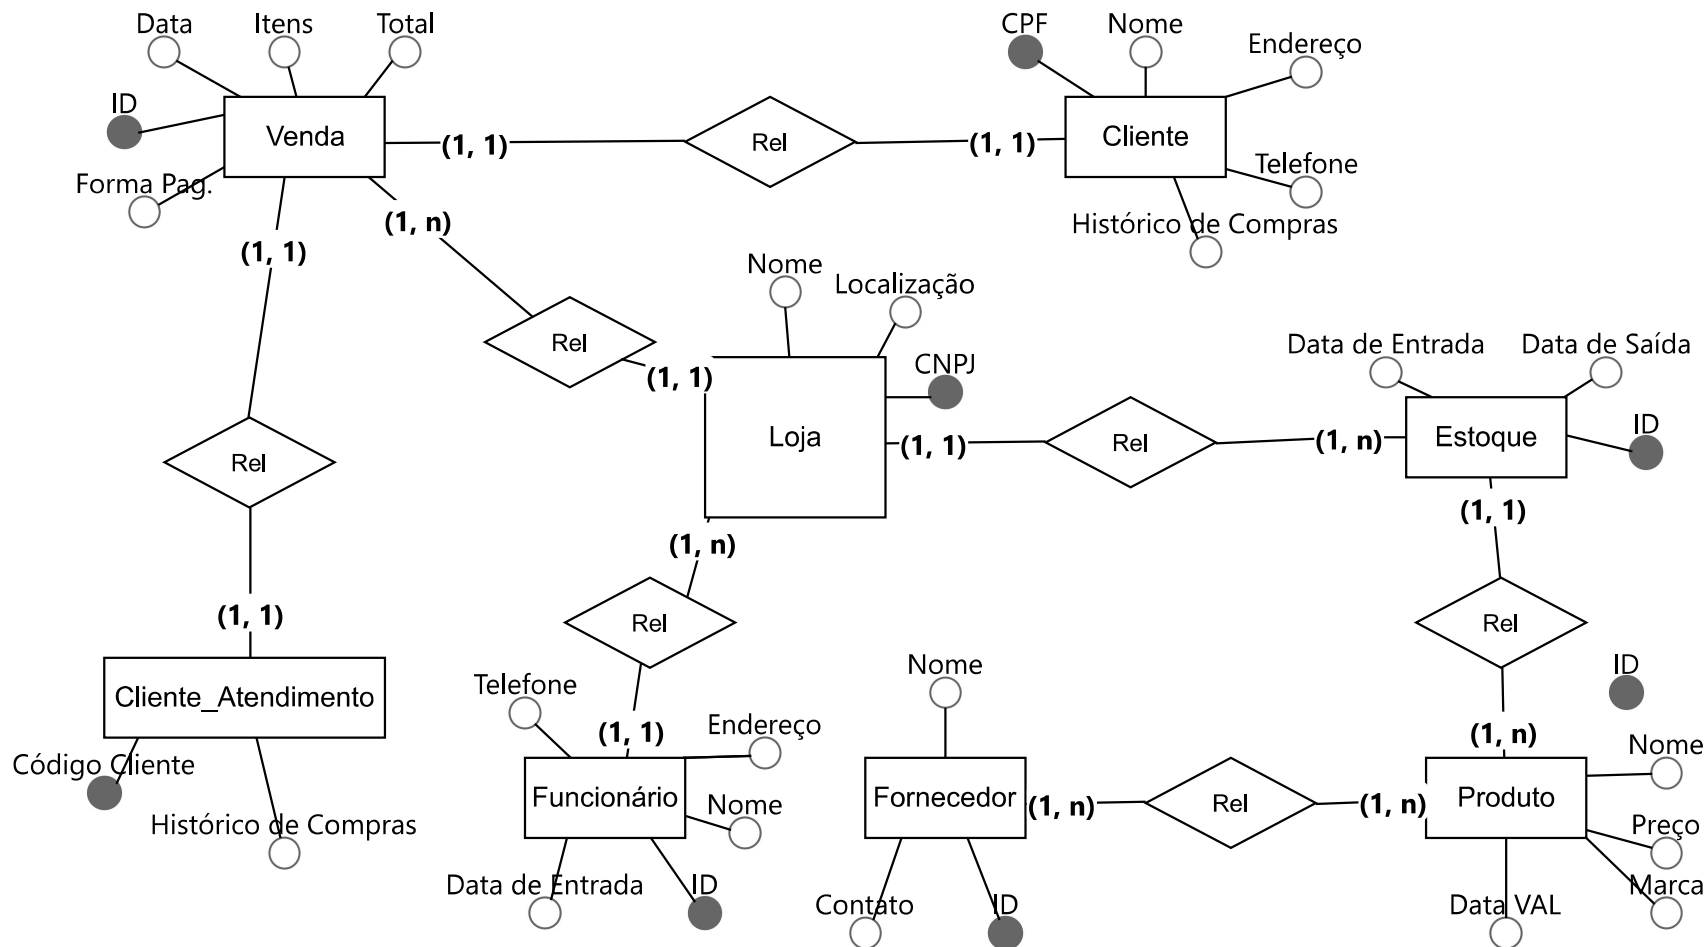 Data
Itens
Total
CPF
Nome
Endereço
ID
Venda
(1, 1)
Rel
(1, 1)
Cliente
Forma Pag.
Telefone
(1, n)
Histórico de Compras
(1, 1)
Nome
Localização
Rel
(1, 1)
CNPJ
Data de Entrada
Data de Saída
Loja
(1, 1)
Rel
(1, n)
Estoque
ID
Rel
(1, 1)
(1, n)
(1, 1)
Rel
Rel
Cliente_Atendimento
Telefone
Nome
ID
Endereço
(1, 1)
(1, n)
Nome
Código Cliente
Funcionário
Nome
Fornecedor
(1, n)
Rel
(1, n)
Produto
Histórico de Compras
Preço
Data de Entrada
ID
Contato
ID
Data VAL
Marca